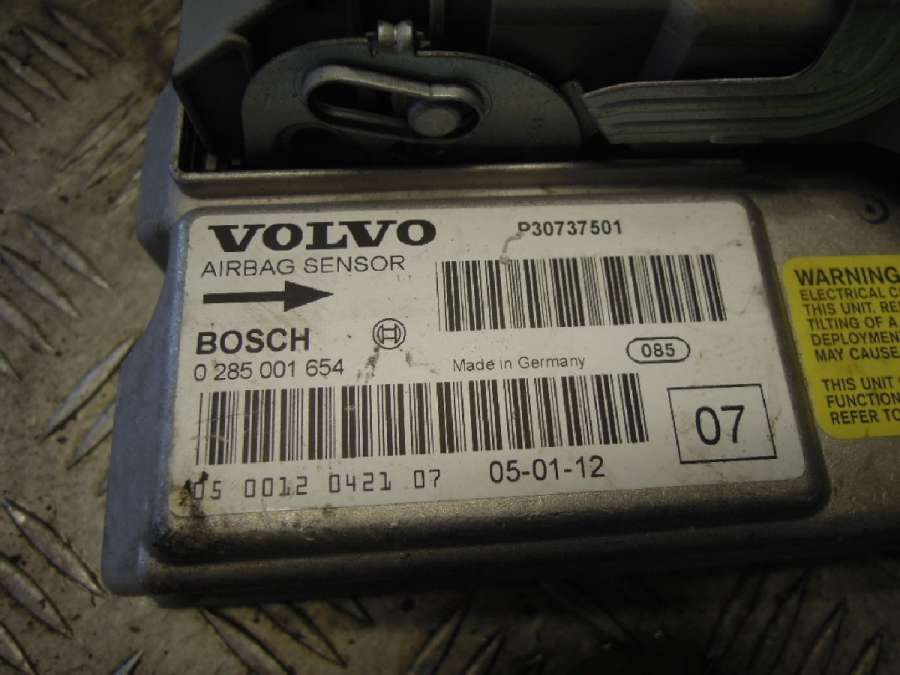 VOLVO
P30737501
AIRBAG SENSOR
BOSCH
0 285 001 654
Made in Germany
085
07
05 0012 0421 07
05-01-12
WARNING
ELECTRICAL
THIS UNIT.
TILTING OF A
DEPLOYMEN
MAY CAUSE
THIS UNIT
FUNCTION
REFER TO